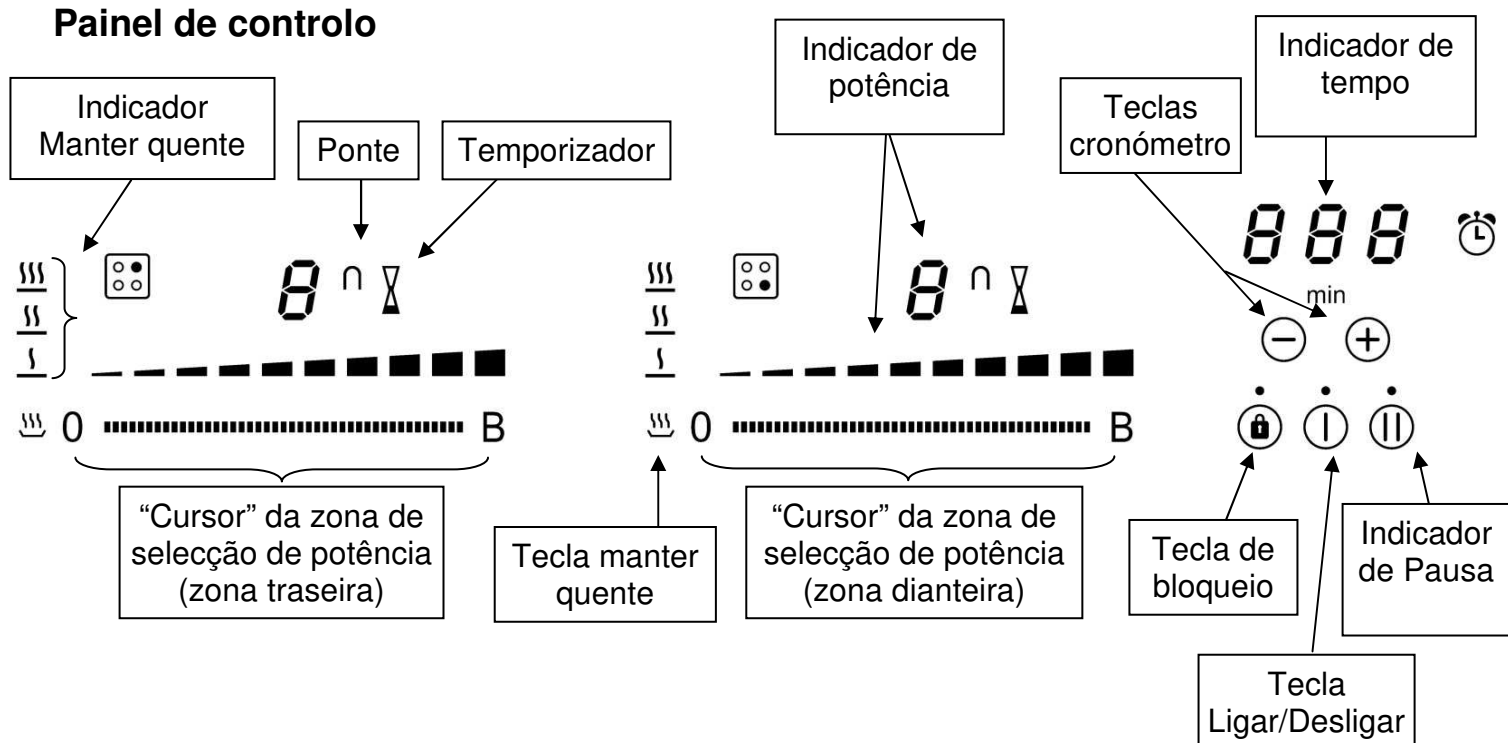 Painel de controlo
Indicador de
potência
Indicador de
tempo
Indicador
Manter quente
Ponte
Temporizador
Teclas
cronómetro
8
8
888
min
0
B
0
B
"Cursor" da zona de
selecção de potência
(zona traseira)
Tecla manter
quente
"Cursor" da zona de
selecção de potência
(zona dianteira)
Tecla de
bloqueio
Indicador
de Pausa
Tecla
Ligar/Desligar